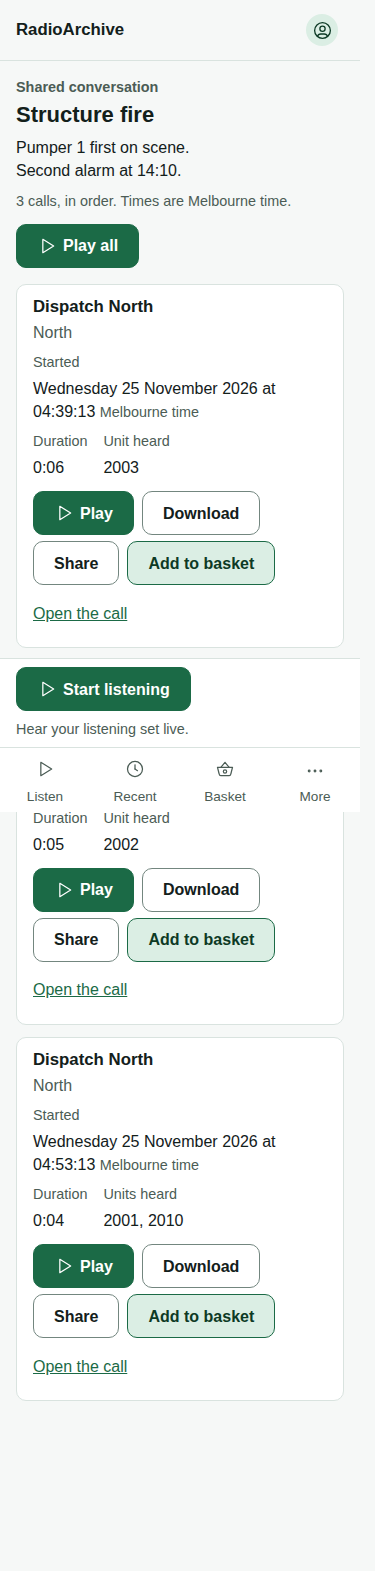 RadioArchive
Shared conversation
Structure fire
Pumper 1 first on scene.
Second alarm at 14:10.
3 calls, in order. Times are Melbourne time.
Play all
Dispatch North
North
Started
Wednesday 25 November 2026 at
04:39:13 Melbourne time
Duration Unit heard
0:06 2003
Play Download
Share Add to basket
Open the call
Start listening
Hear your listening set live.
Listen Recent Basket More
Duration Unit heard
0:05 2002
Play Download
Share Add to basket
Open the call
Dispatch North
North
Started
Wednesday 25 November 2026 at
04:53:13 Melbourne time
Duration Units heard
0:04 2001, 2010
Play Download
Share Add to basket
Open the call